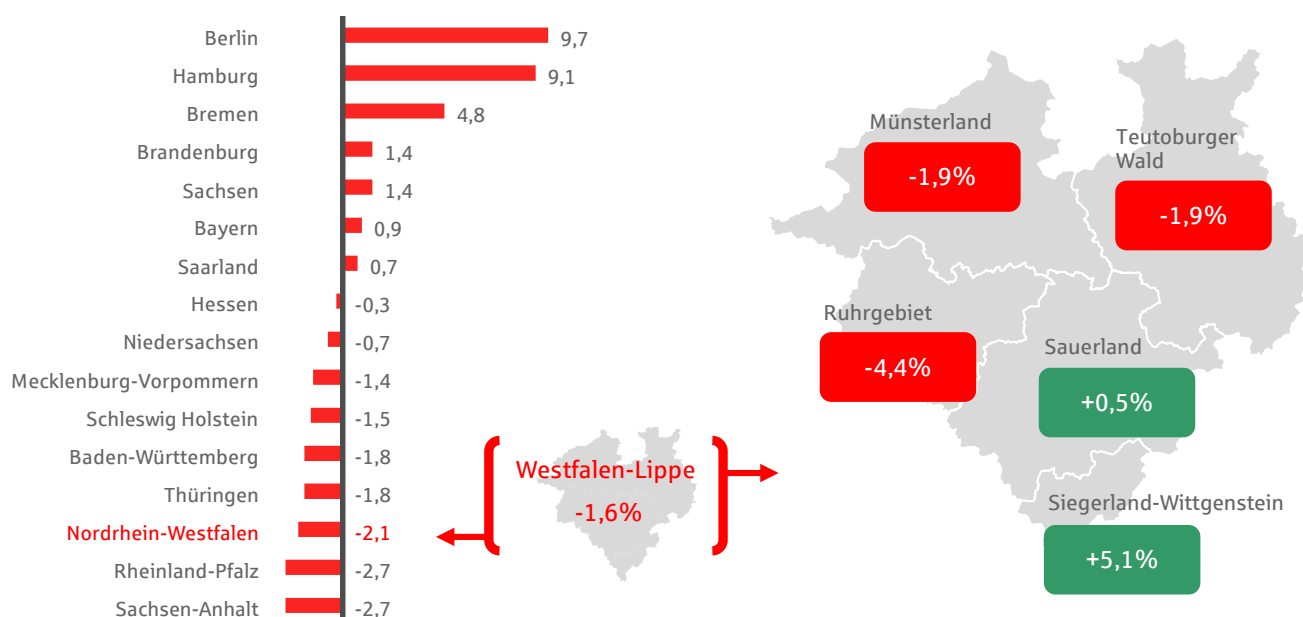 Berlin 9,7
Hamburg 9,1
Bremen 4,8
Brandenburg 1,4
Sachsen 1,4
Bayern 0,9
Saarland 0,7
Hessen -0,3
Niedersachsen -0,7
Mecklenburg-Vorpommern -1,4
Schleswig Holstein -1,5
Baden-Württemberg -1,8
Thüringen -1,8
Nordrhein-Westfalen -2,1
Rheinland-Pfalz -2,7
Sachsen-Anhalt -2,7
Westfalen-Lippe
-1,6%
Münsterland
-1,9%
Teutoburger
Wald
-1,9%
Ruhrgebiet
-4,4%
Sauerland
+0,5%
Siegerland-Wittgenstein
+5,1%